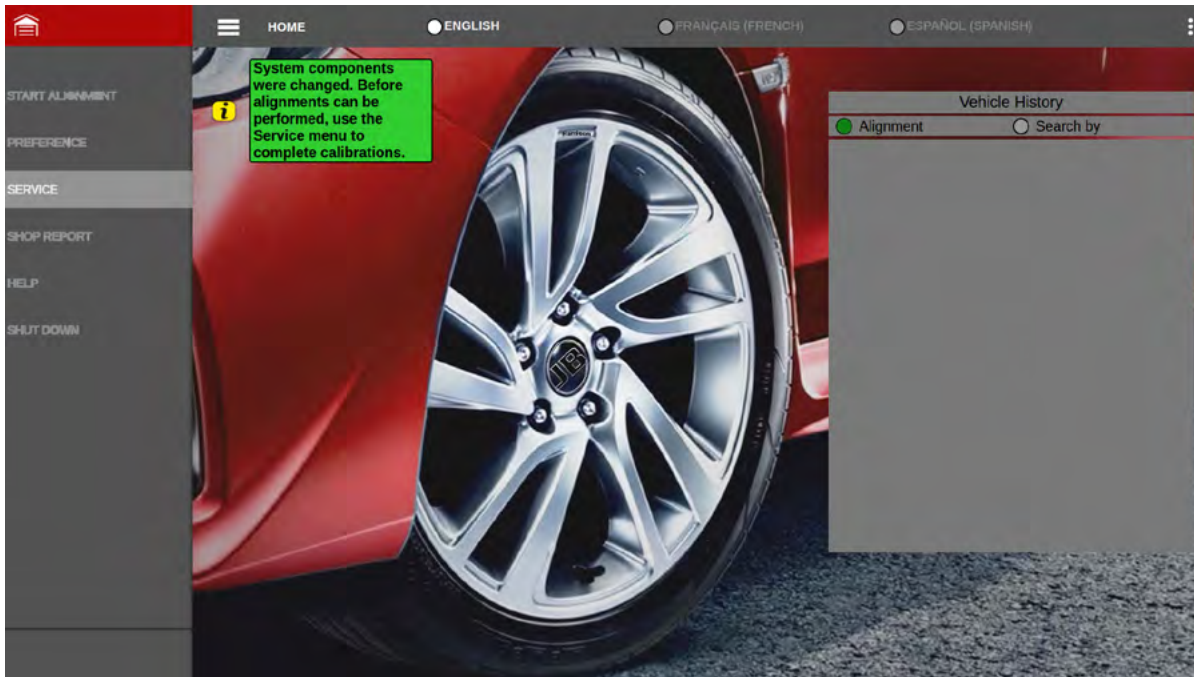 HOME
ENGLISH
FRANÇAIS (FRENCH)
ESPAÑOL (SPANISH)
START ALIGNMENT
PREFERENCE
SERVICE
SHOP REPORT
HELP
SHUT DOWN
i
System components
were changed. Before
alignments can be
performed, use the
Service menu to
complete calibrations.
Vehicle History
Alignment
Search by
JB